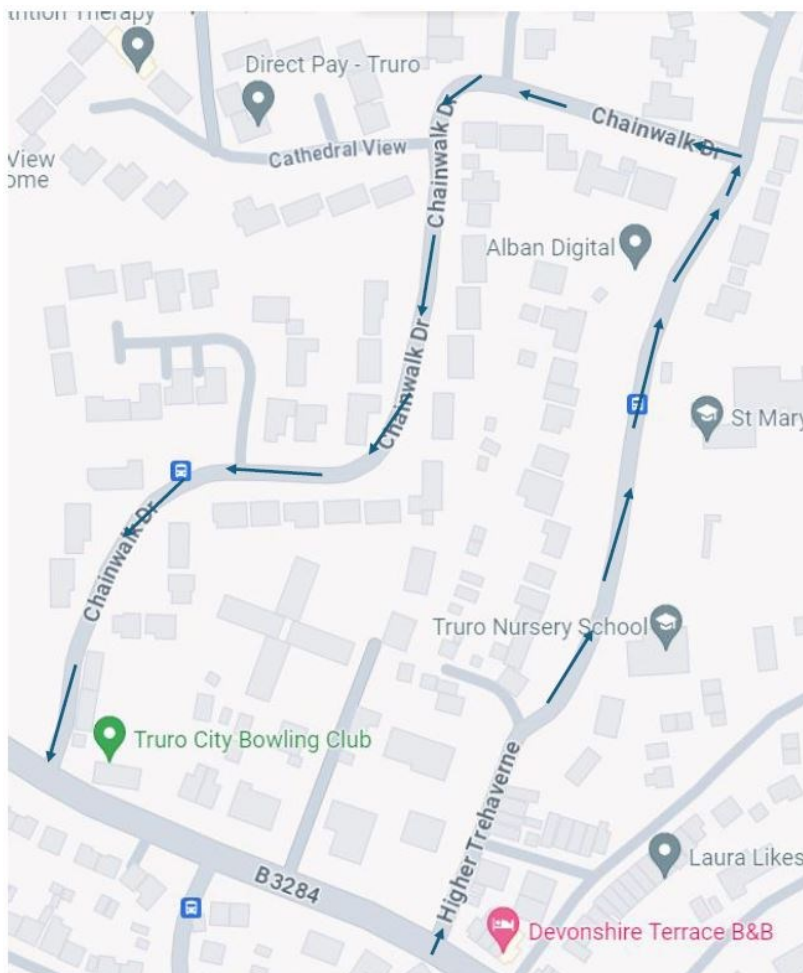 Therapy
Direct Pay - Truro
Chainwalk Dr
Cathedral View
View
Chainwalk Dr
Alban Digital
Chainwalk Dr
St Mary
Chainwalk Dr
Truro Nursery School
Truro City Bowling Club
Higher Trehaverne
Laura Likes
B3284
Devonshire Terrace B&B